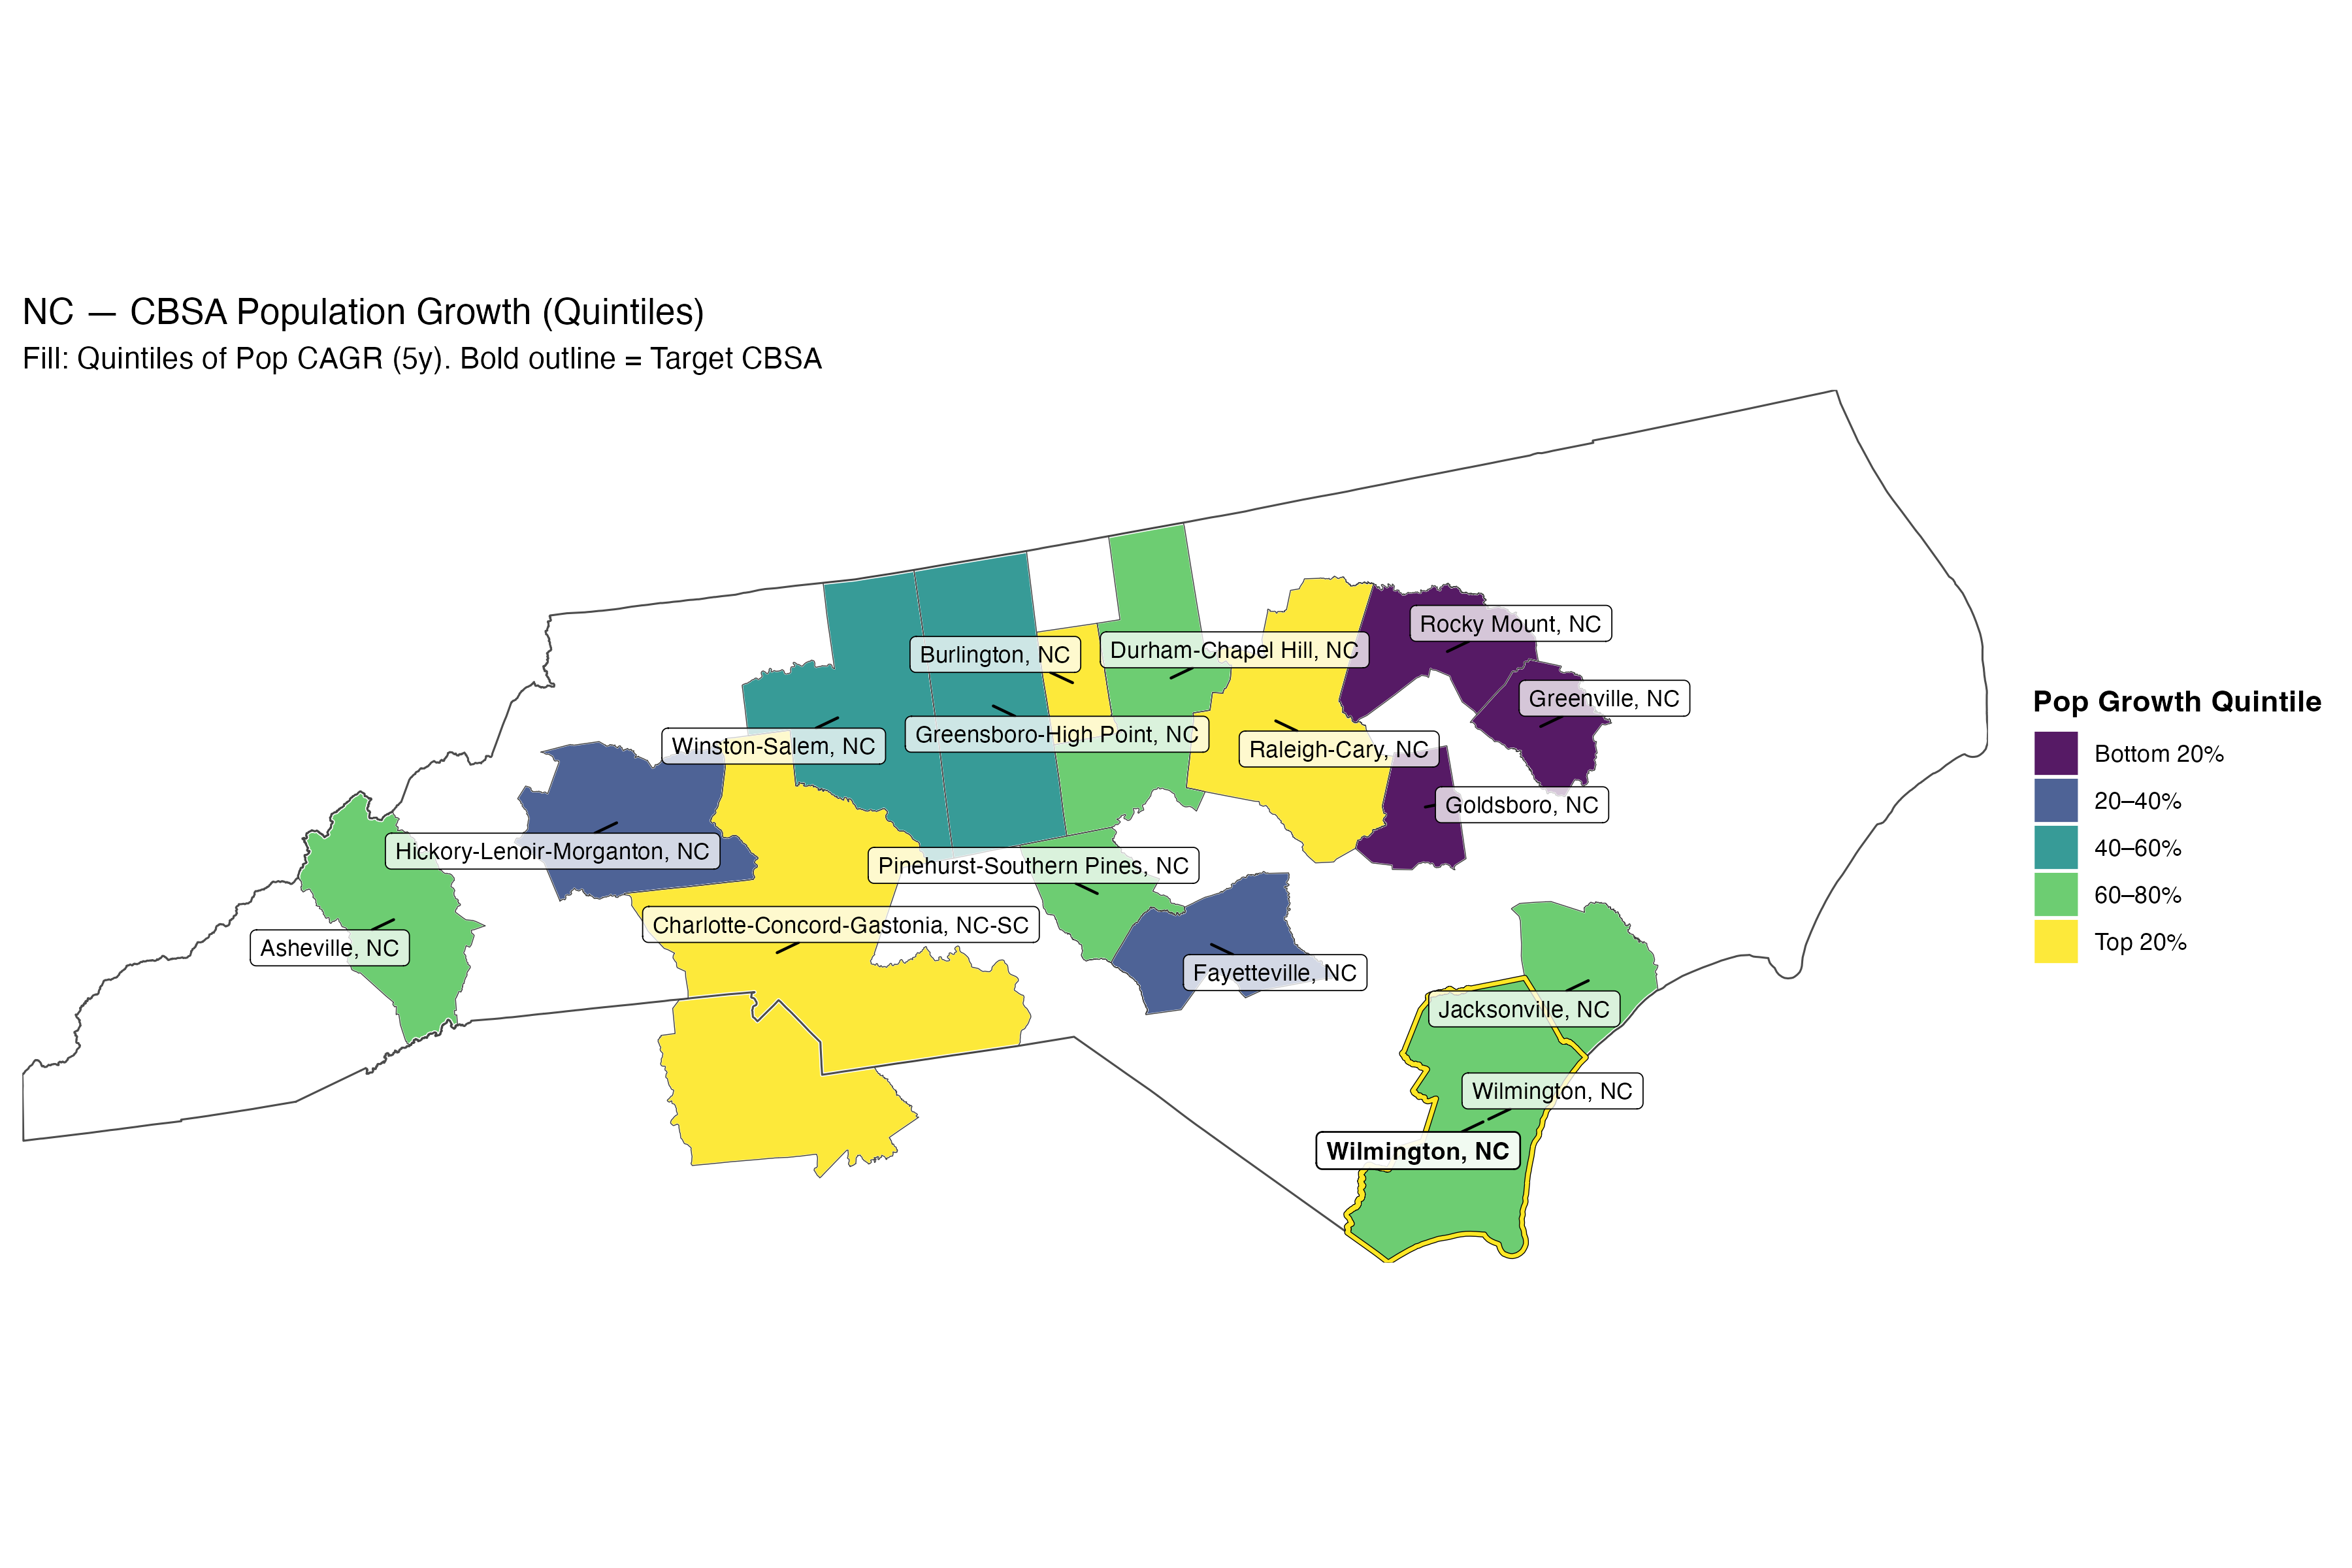 NC — CBSA Population Growth (Quintiles)
Fill: Quintiles of Pop CAGR (5y). Bold outline = Target CBSA
Rocky Mount, NC
Burlington, NC
Durham-Chapel Hill, NC
Greenville, NC
Greensboro-High Point, NC
Winston-Salem, NC
Raleigh-Cary, NC
Goldsboro, NC
Hickory-Lenoir-Morganton, NC
Pinehurst-Southern Pines, NC
Charlotte-Concord-Gastonia, NC-SC
Asheville, NC
Fayetteville, NC
Jacksonville, NC
Wilmington, NC
Wilmington, NC
Pop Growth Quintile
Bottom 20%
20–40%
40–60%
60–80%
Top 20%